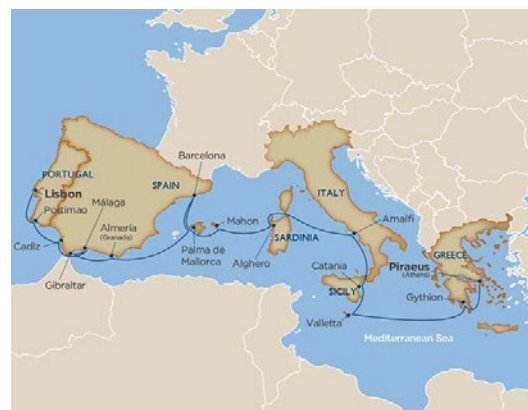 Barcelona
PORTUGAL
Lisbon
Málaga
SPAIN
ITALY
Portimao
Almería
(Granada)
Mahon
Amalfi
Cadiz
Palma de
Mallorca
SARDINIA
Alghero
Catania
GREECE
Piraeus
(Athens)
Gibraltar
SICILY
Gythion
Valletta
Mediterranean Sea